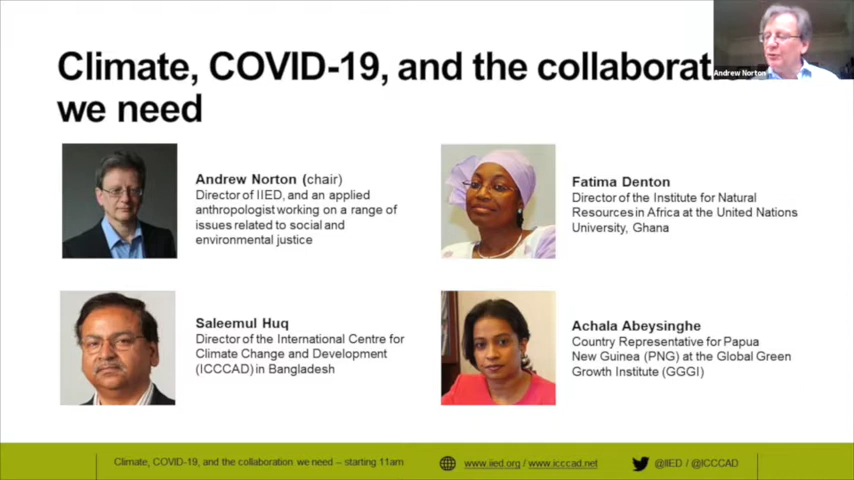 Climate, COVID-19, and the collaborat
we need
Andrew Norton
Andrew Norton (chair)
Director of IIED, and an applied
anthropologist working on a range of
issues related to social and
environmental justice
Fatima Denton
Director of the Institute for Natural
Resources in Africa at the United Nations
University, Ghana
Saleemul Huq
Director of the International Centre for
Climate Change and Development
(ICCCAD) in Bangladesh
Achala Abeysinghe
Country Representative for Papua
New Guinea (PNG) at the Global Green
Growth Institute (GGGI)
Climate, COVID-19, and the collaboration we need – starting 11am
www.iied.org / www.icccad.net
@IIED / @ICCCAD